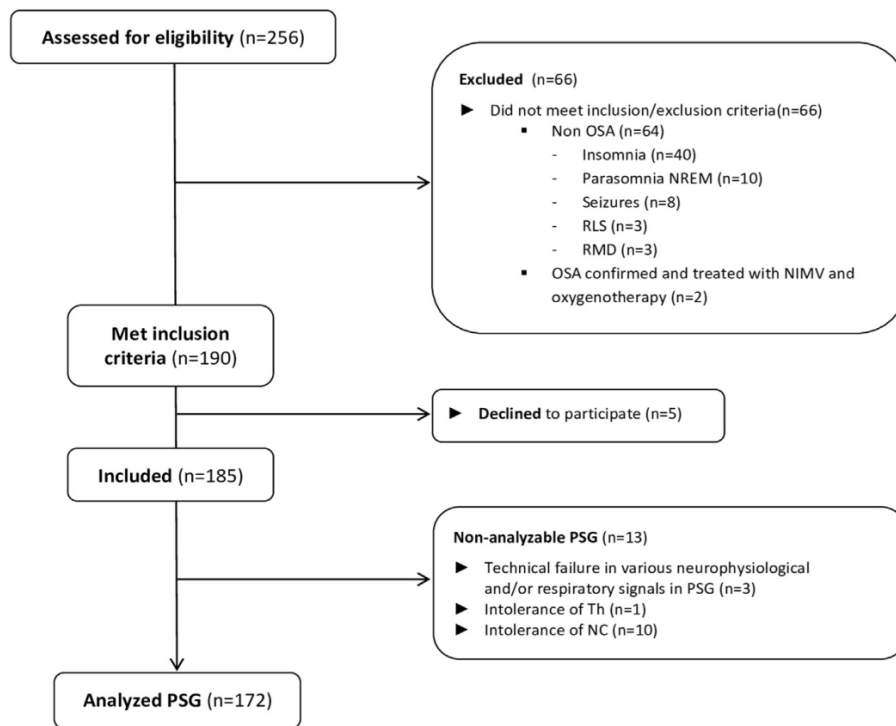 Assessed for eligibility (n=256)
Excluded (n=66)
► Did not meet inclusion/exclusion criteria(n=66)
▪ Non OSA (n=64)
- Insomnia (n=40)
- Parasomnia NREM (n=10)
- Seizures (n=8)
- RLS (n=3)
- RMD (n=3)
▪ OSA confirmed and treated with NIMV and
oxygenotherapy (n=2)
Met inclusion
criteria (n=190)
► Declined to participate (n=5)
Included (n=185)
Non-analyzable PSG (n=13)
► Technical failure in various neurophysiological
and/or respiratory signals in PSG (n=3)
► Intolerance of Th (n=1)
► Intolerance of NC (n=10)
Analyzed PSG (n=172)